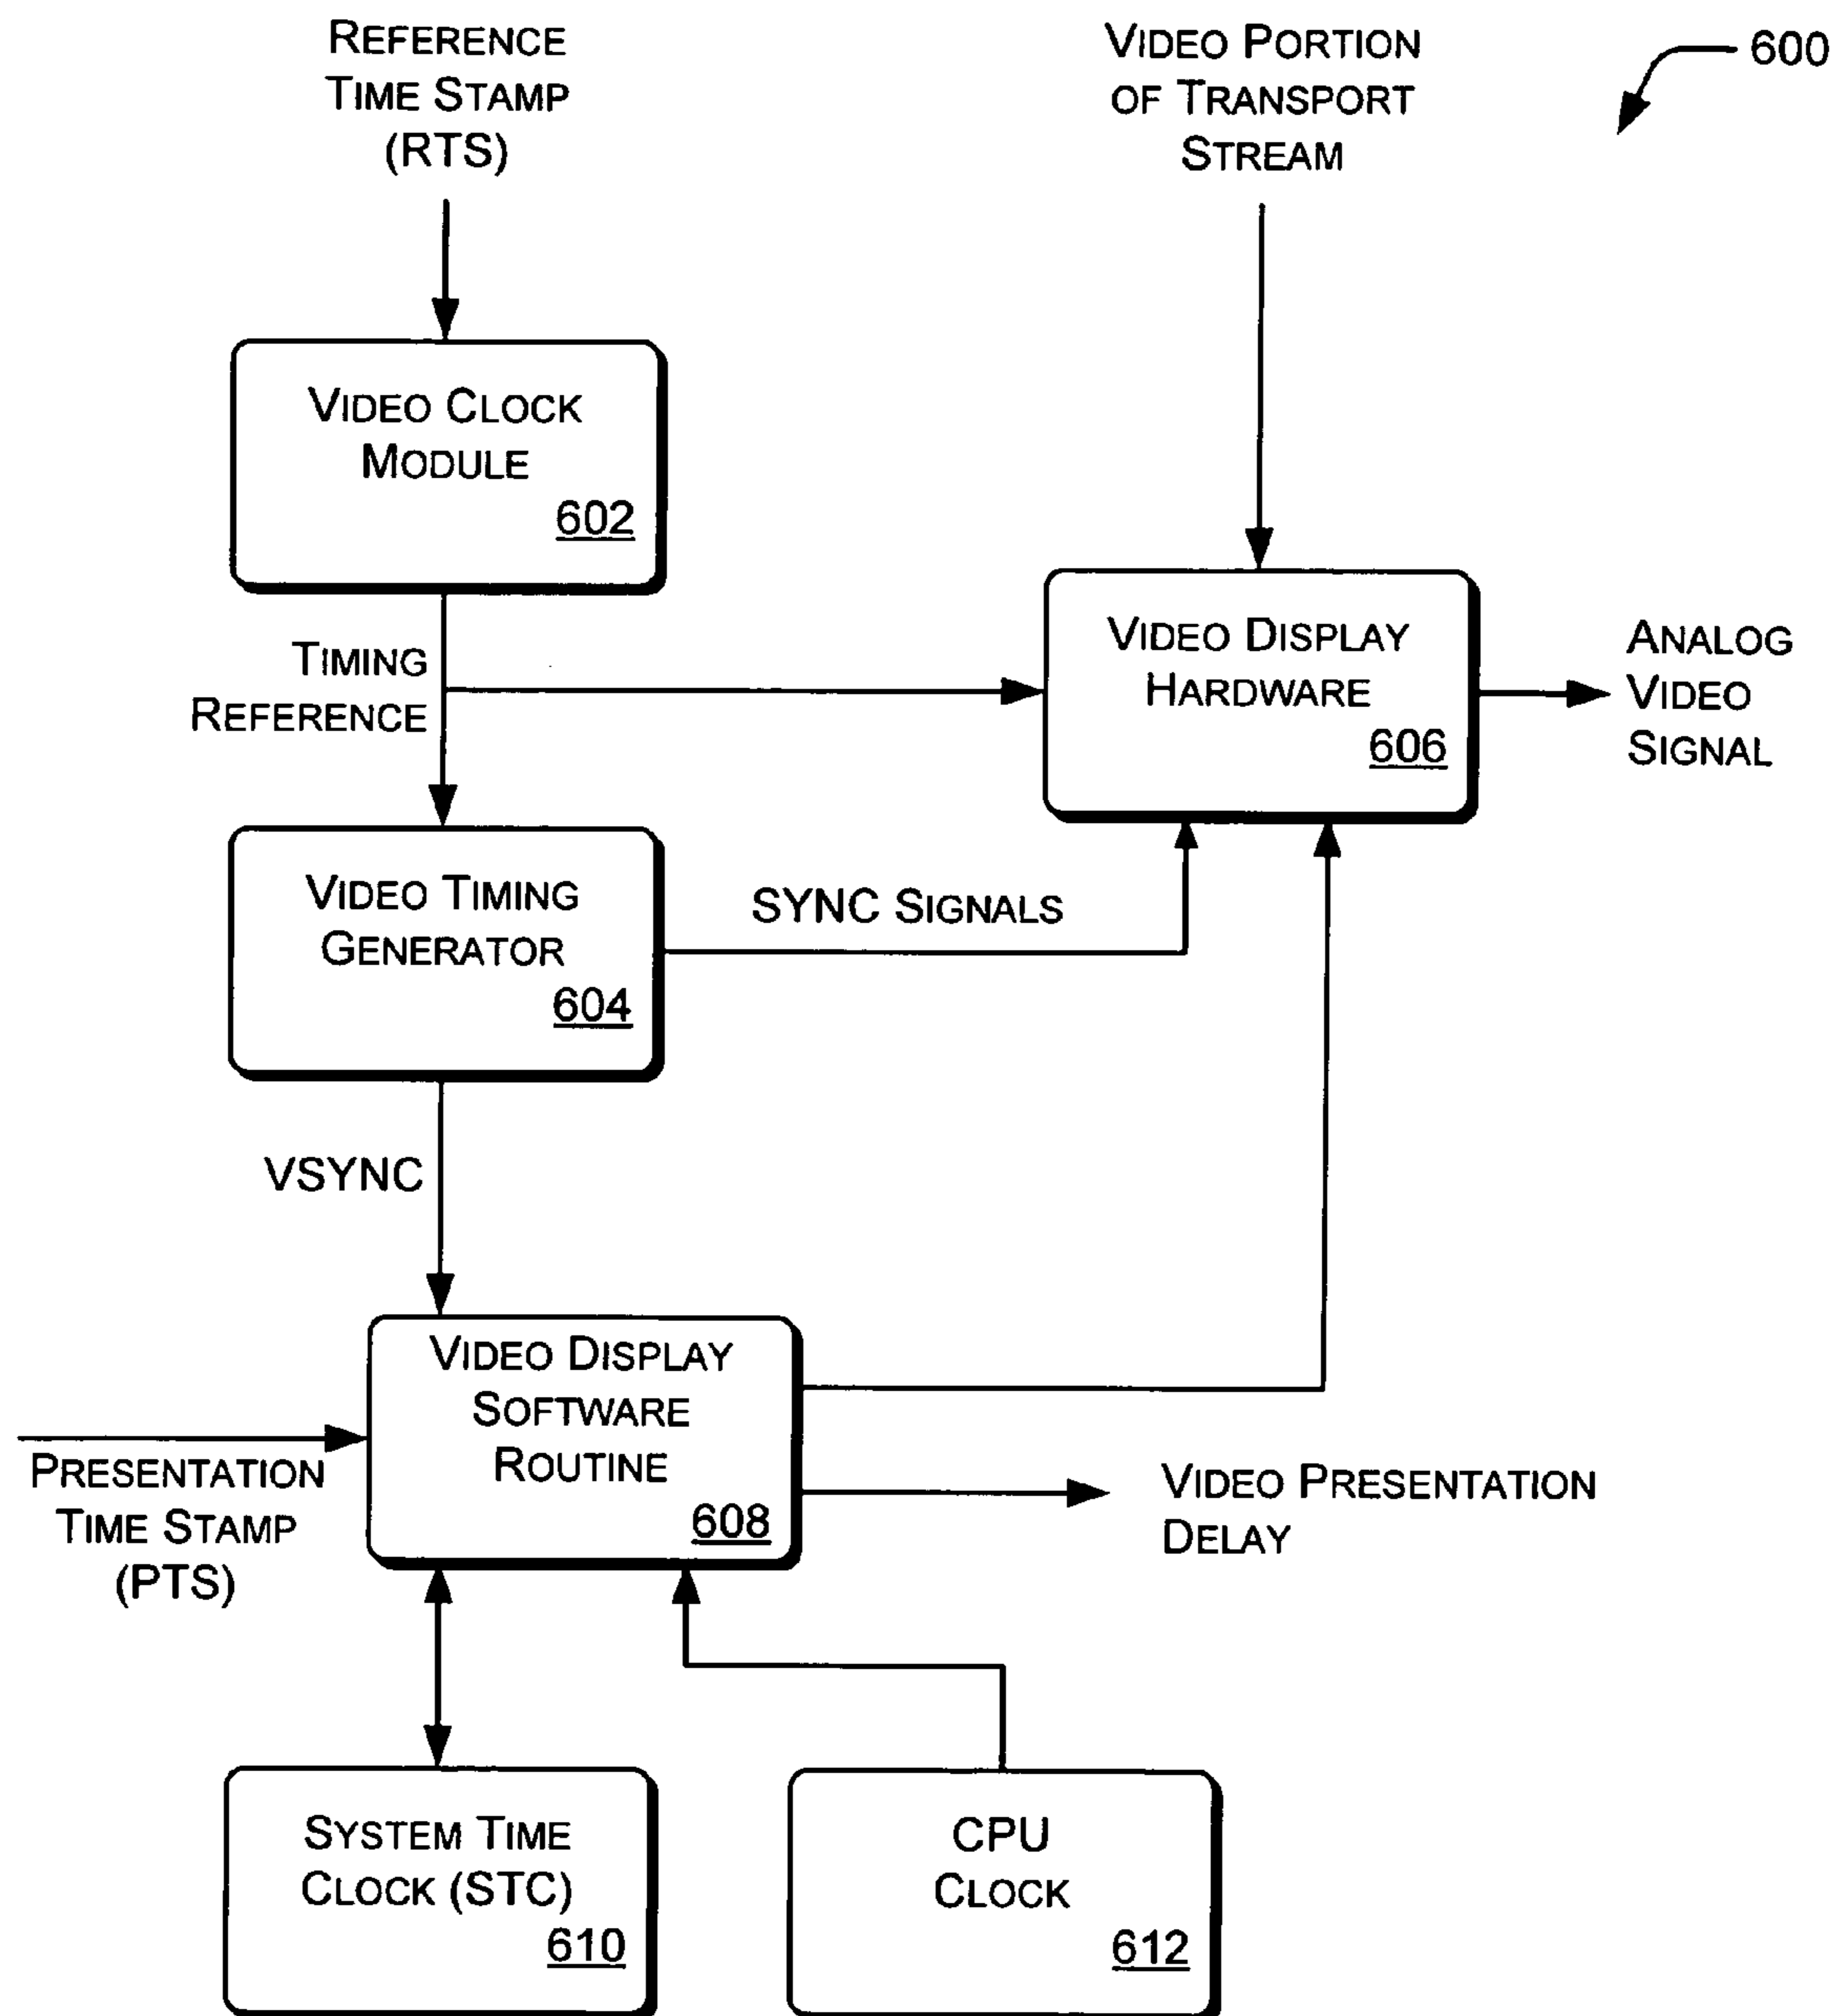 REFERENCE
TIME STAMP
(RTS)
VIDEO PORTION
OF TRANSPORT
STREAM
600
VIDEO CLOCK
MODULE
602
TIMING
REFERENCE
VIDEO DISPLAY
HARDWARE
606
ANALOG
VIDEO
SIGNAL
VIDEO TIMING
GENERATOR
604
SYNC SIGNALS
VSYNC
VIDEO DISPLAY
SOFTWARE
ROUTINE
608
PRESENTATION
TIME STAMP
(PTS)
VIDEO PRESENTATION
DELAY
SYSTEM TIME
CLOCK (STC)
610
CPU
CLOCK
612